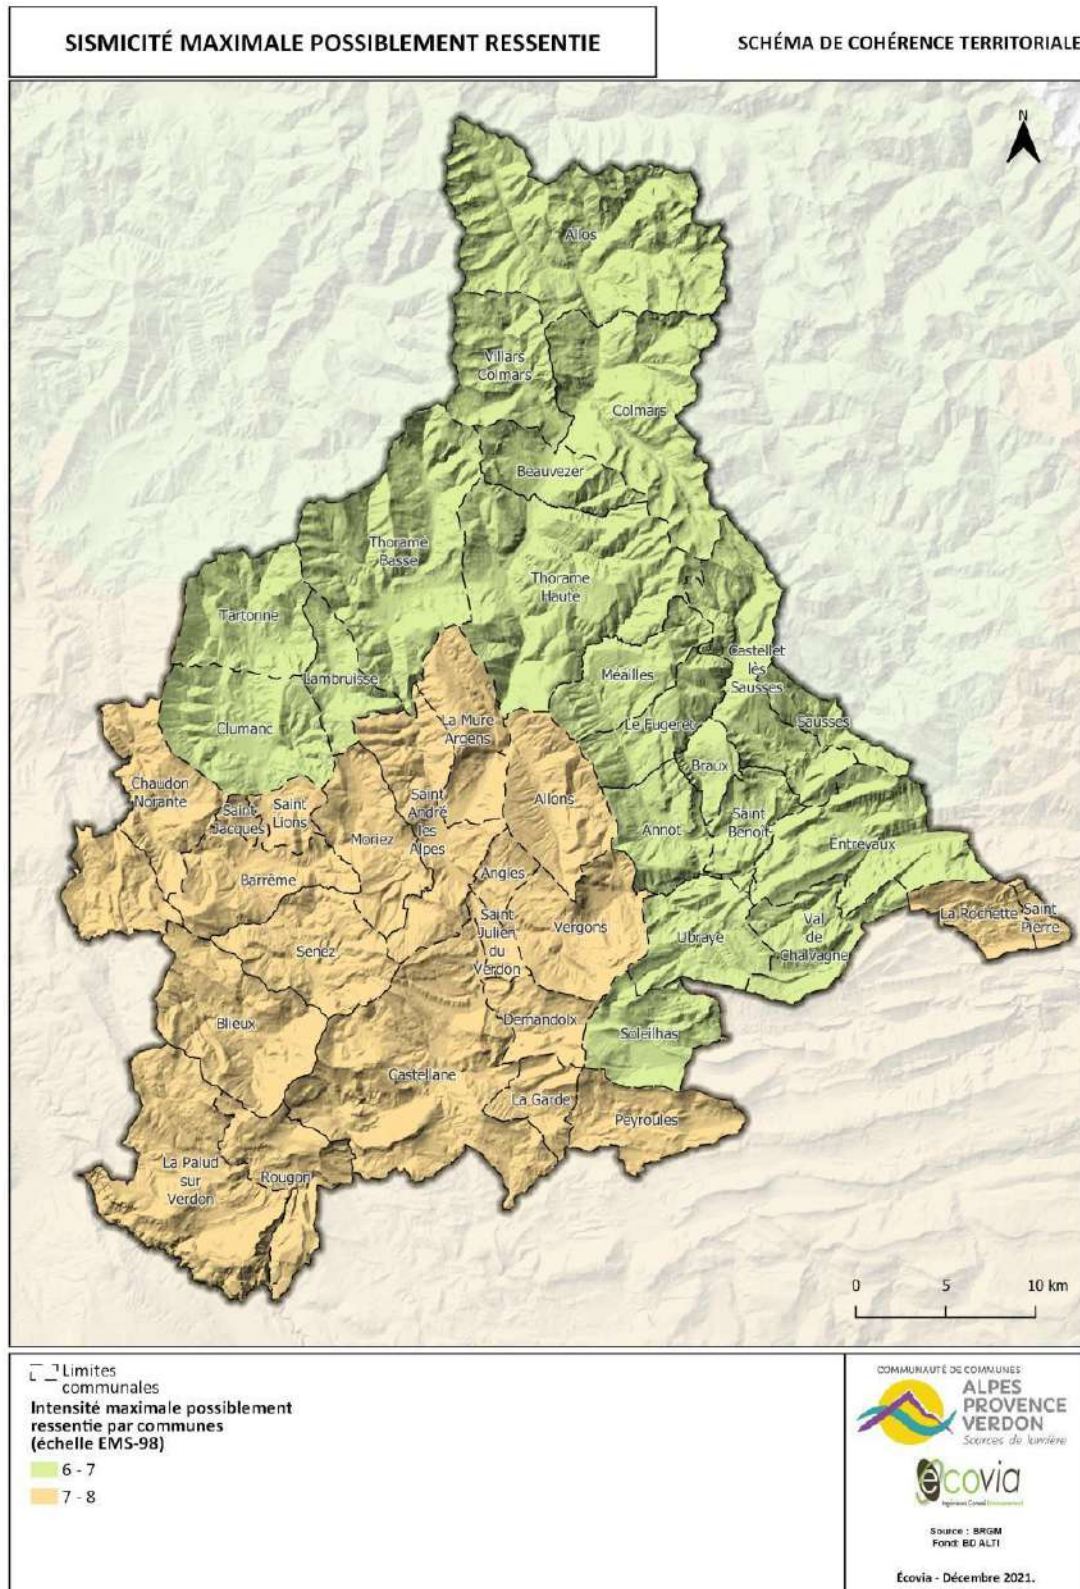 SISMICITÉ MAXIMALE POSSIBLEMENT RESSENTIE
SCHÉMA DE COHÉRENCE TERRITORIALE
N
Allos
Villars
Colmars
Colmars
Beauvezer
Thorame
Basse
Thorame
Haute
Tartonne
Lambruisse
Méailles
Castellet
lès
Sausses
Clumanc
La Mure
Argens
Le Fugeret
Sausses
Braux
Chaudon
Norante
Saint
Jacques
Saint
Lions
Moriez
Saint
André
les
Alpes
Allons
Annot
Saint
Benoit
Entrevaux
Barrême
Angles
Senez
Saint
Julien
du
Verdon
Vergons
Ubraye
Val
de
Chalvagne
La Rochette
Saint
Pierre
Blieux
Demandolx
Soleilhas
Castellane
La Garde
Peyroules
La Palud
sur
Verdon
Rougon
0 5 10 km
Limites
communales
Intensité maximale possiblement
ressentie par communes
(échelle EMS-98)
6 - 7
7 - 8
COMMUNAUTÉ DE COMMUNES
ALPES
PROVENCE
VERDON
Sources de lumière
écovia
Ingénierie Conseil Environnement
Source : BRGM
Fond: BD ALTI
Écovia - Décembre 2021.